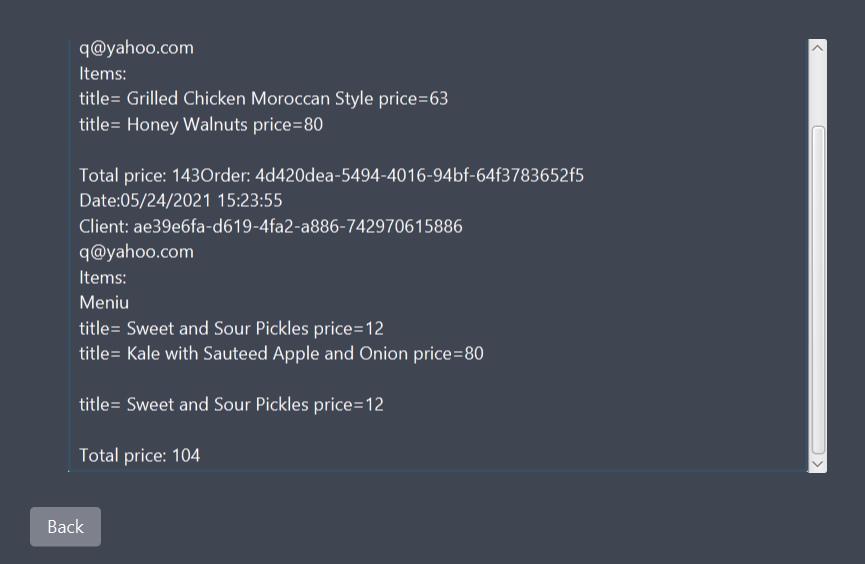 q@yahoo.com
Items:
title= Grilled Chicken Moroccan Style price=63
title= Honey Walnuts price=80
Total price: 143Order: 4d420dea-5494-4016-94bf-64f3783652f5
Date:05/24/2021 15:23:55
Client: ae39e6fa-d619-4fa2-a886-742970615886
q@yahoo.com
Items:
Meniu
title= Sweet and Sour Pickles price=12
title= Kale with Sauteed Apple and Onion price=80
title= Sweet and Sour Pickles price=12
Total price: 104
Back